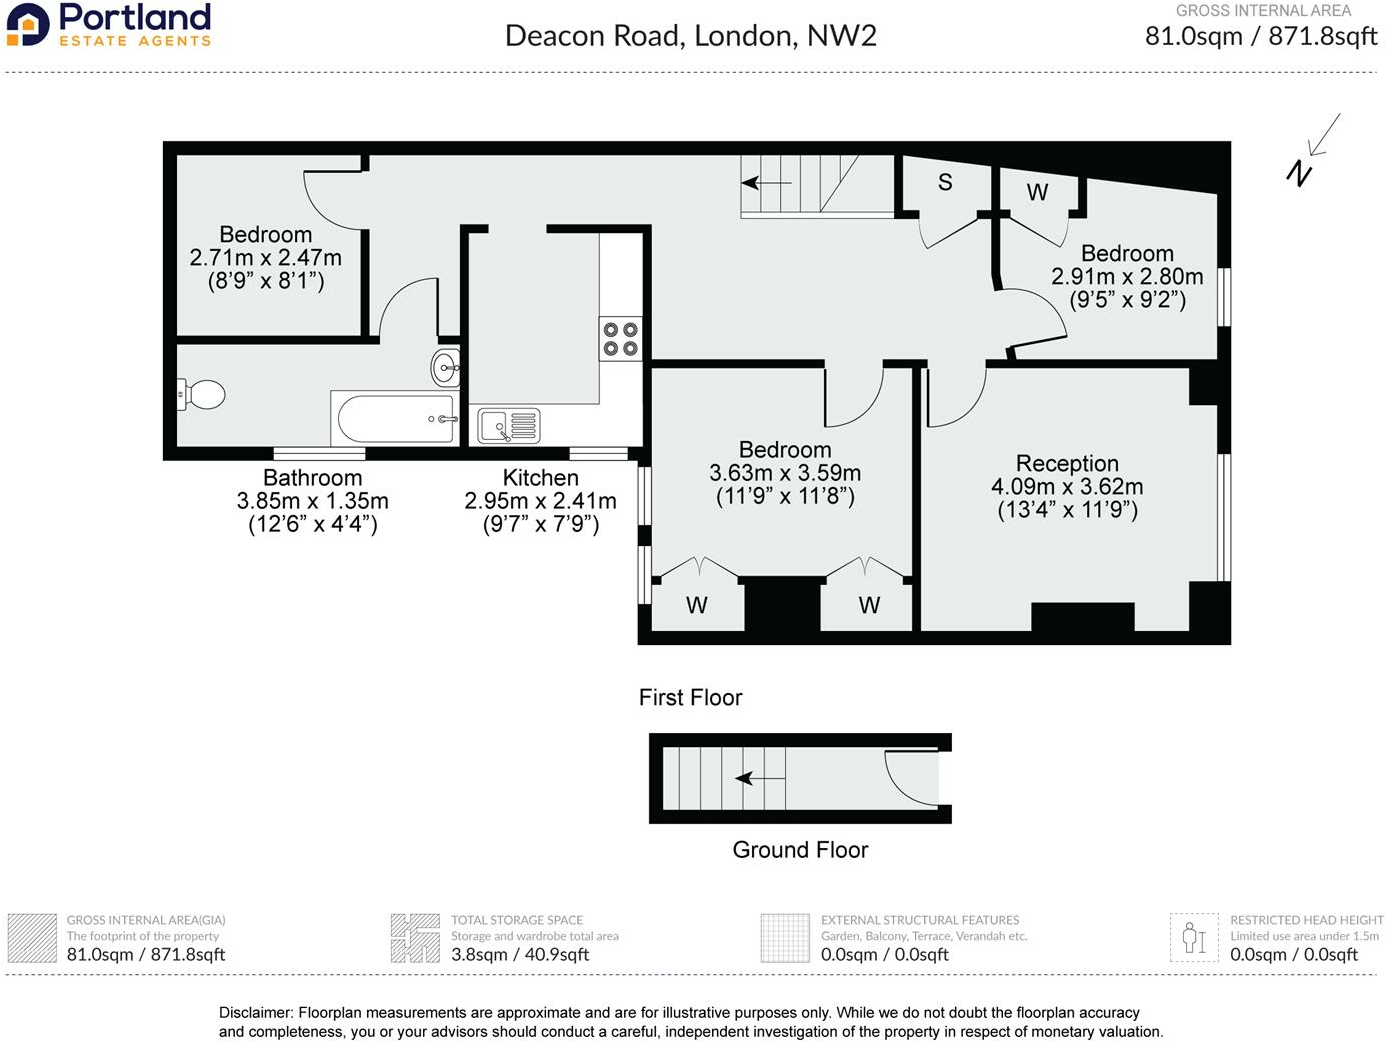 Portland
ESTATE AGENTS
Deacon Road, London, NW2
GROSS INTERNAL AREA
81.0sqm / 871.8sqft
N
S
W
Bedroom
2.71m x 2.47m
(8'9" x 8'1")
Bedroom
2.91m x 2.80m
(9'5" x 9'2")
Bedroom
3.63m x 3.59m
(11'9" x 11'8")
Reception
4.09m x 3.62m
(13'4" x 11'9")
Bathroom
3.85m x 1.35m
(12'6" x 4'4")
Kitchen
2.95m x 2.41m
(9'7" x 7'9")
W
W
First Floor
Ground Floor
GROSS INTERNAL AREA(GIA)
The footprint of the property
81.0sqm / 871.8sqft
TOTAL STORAGE SPACE
Storage and wardrobe total area
3.8sqm / 40.9sqft
EXTERNAL STRUCTURAL FEATURES
Garden, Balcony, Terrace, Verandah etc.
0.0sqm / 0.0sqft
RESTRICTED HEAD HEIGHT
Limited use area under 1.5m
0.0sqm / 0.0sqft
Disclaimer: Floorplan measurements are approximate and are for illustrative purposes only. While we do not doubt the floorplan accuracy
and completeness, you or your advisors should conduct a careful, independent investigation of the property in respect of monetary valuation.